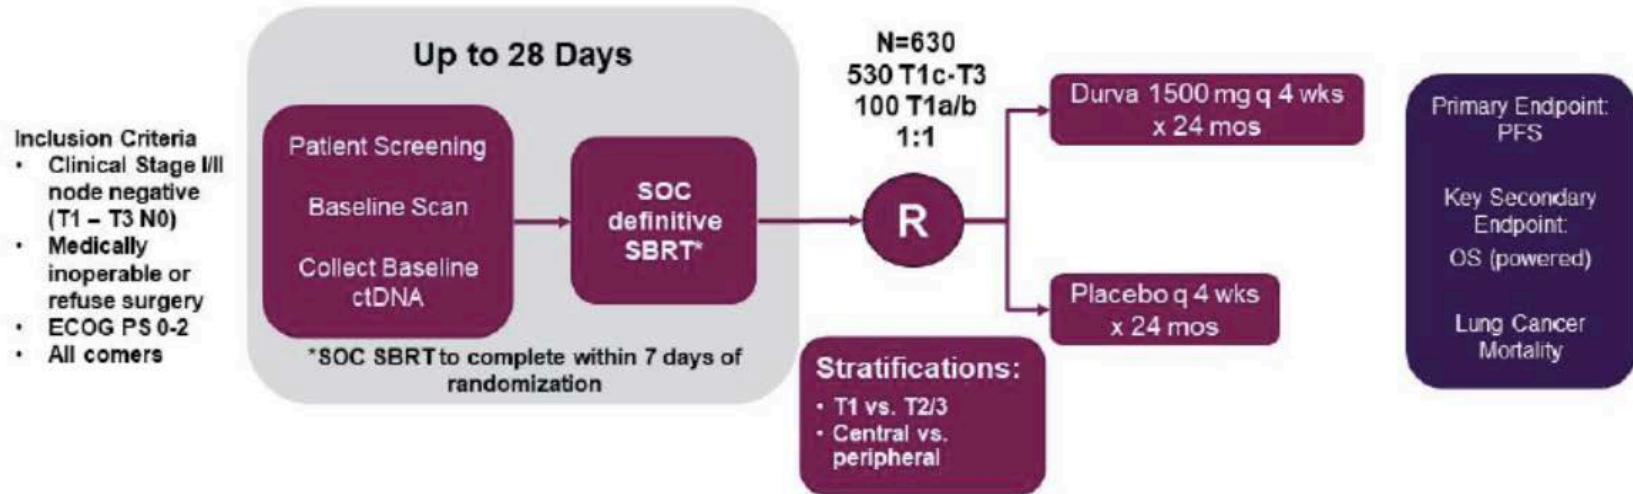 Inclusion Criteria
• Clinical Stage I/II
node negative
(T1 – T3 N0)
• Medically
inoperable or
refuse surgery
• ECOG PS 0-2
• All comers
Up to 28 Days
Patient Screening
Baseline Scan
Collect Baseline
ctDNA
SOC
definitive
SBRT*
*SOC SBRT to complete within 7 days of
randomization
N=630
530 T1c-T3
100 T1a/b
1:1
R
Stratifications:
• T1 vs. T2/3
• Central vs.
peripheral
Durva 1500 mg q 4 wks
x 24 mos
Placebo q 4 wks
x 24 mos
Primary Endpoint:
PFS
Key Secondary
Endpoint:
OS (powered)
Lung Cancer
Mortality